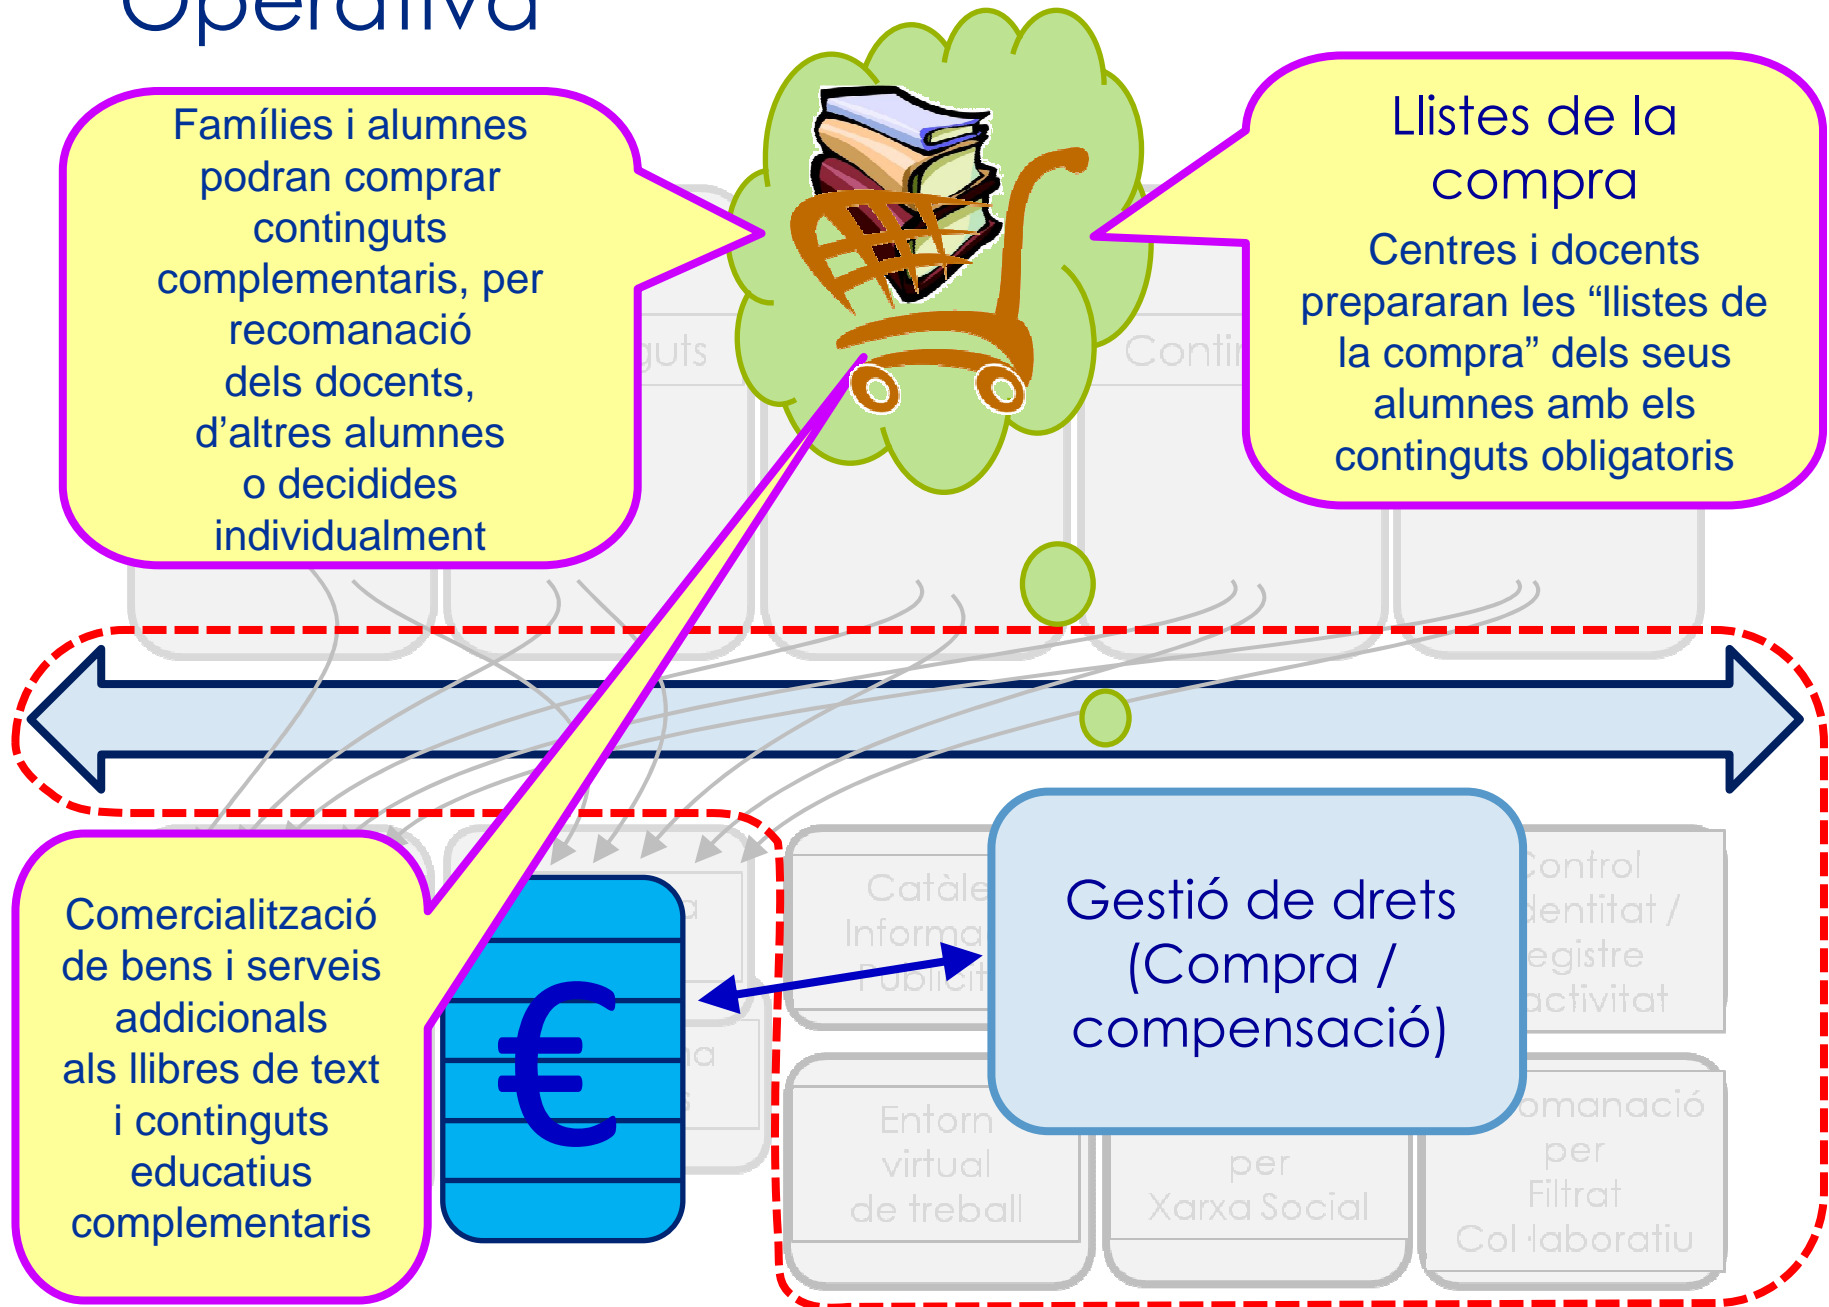 Operativa
Famílies i alumnes
podran comprar
continguts
complementaris, per
recomanació
dels docents,
d’altres alumnes
o decidides
individualment
Llistes de la
compra
Centres i docents
prepararan les “llistes de
la compra” dels seus
alumnes amb els
continguts obligatoris
Comercialització
de bens i serveis
addicionals
als llibres de text
i continguts
educatius
complementaris
€
Gestió de drets
(Compra /
compensació)
Entorn
virtual
de treball
per
Xarxa Social
per
Filtrat
Col·laboratiu